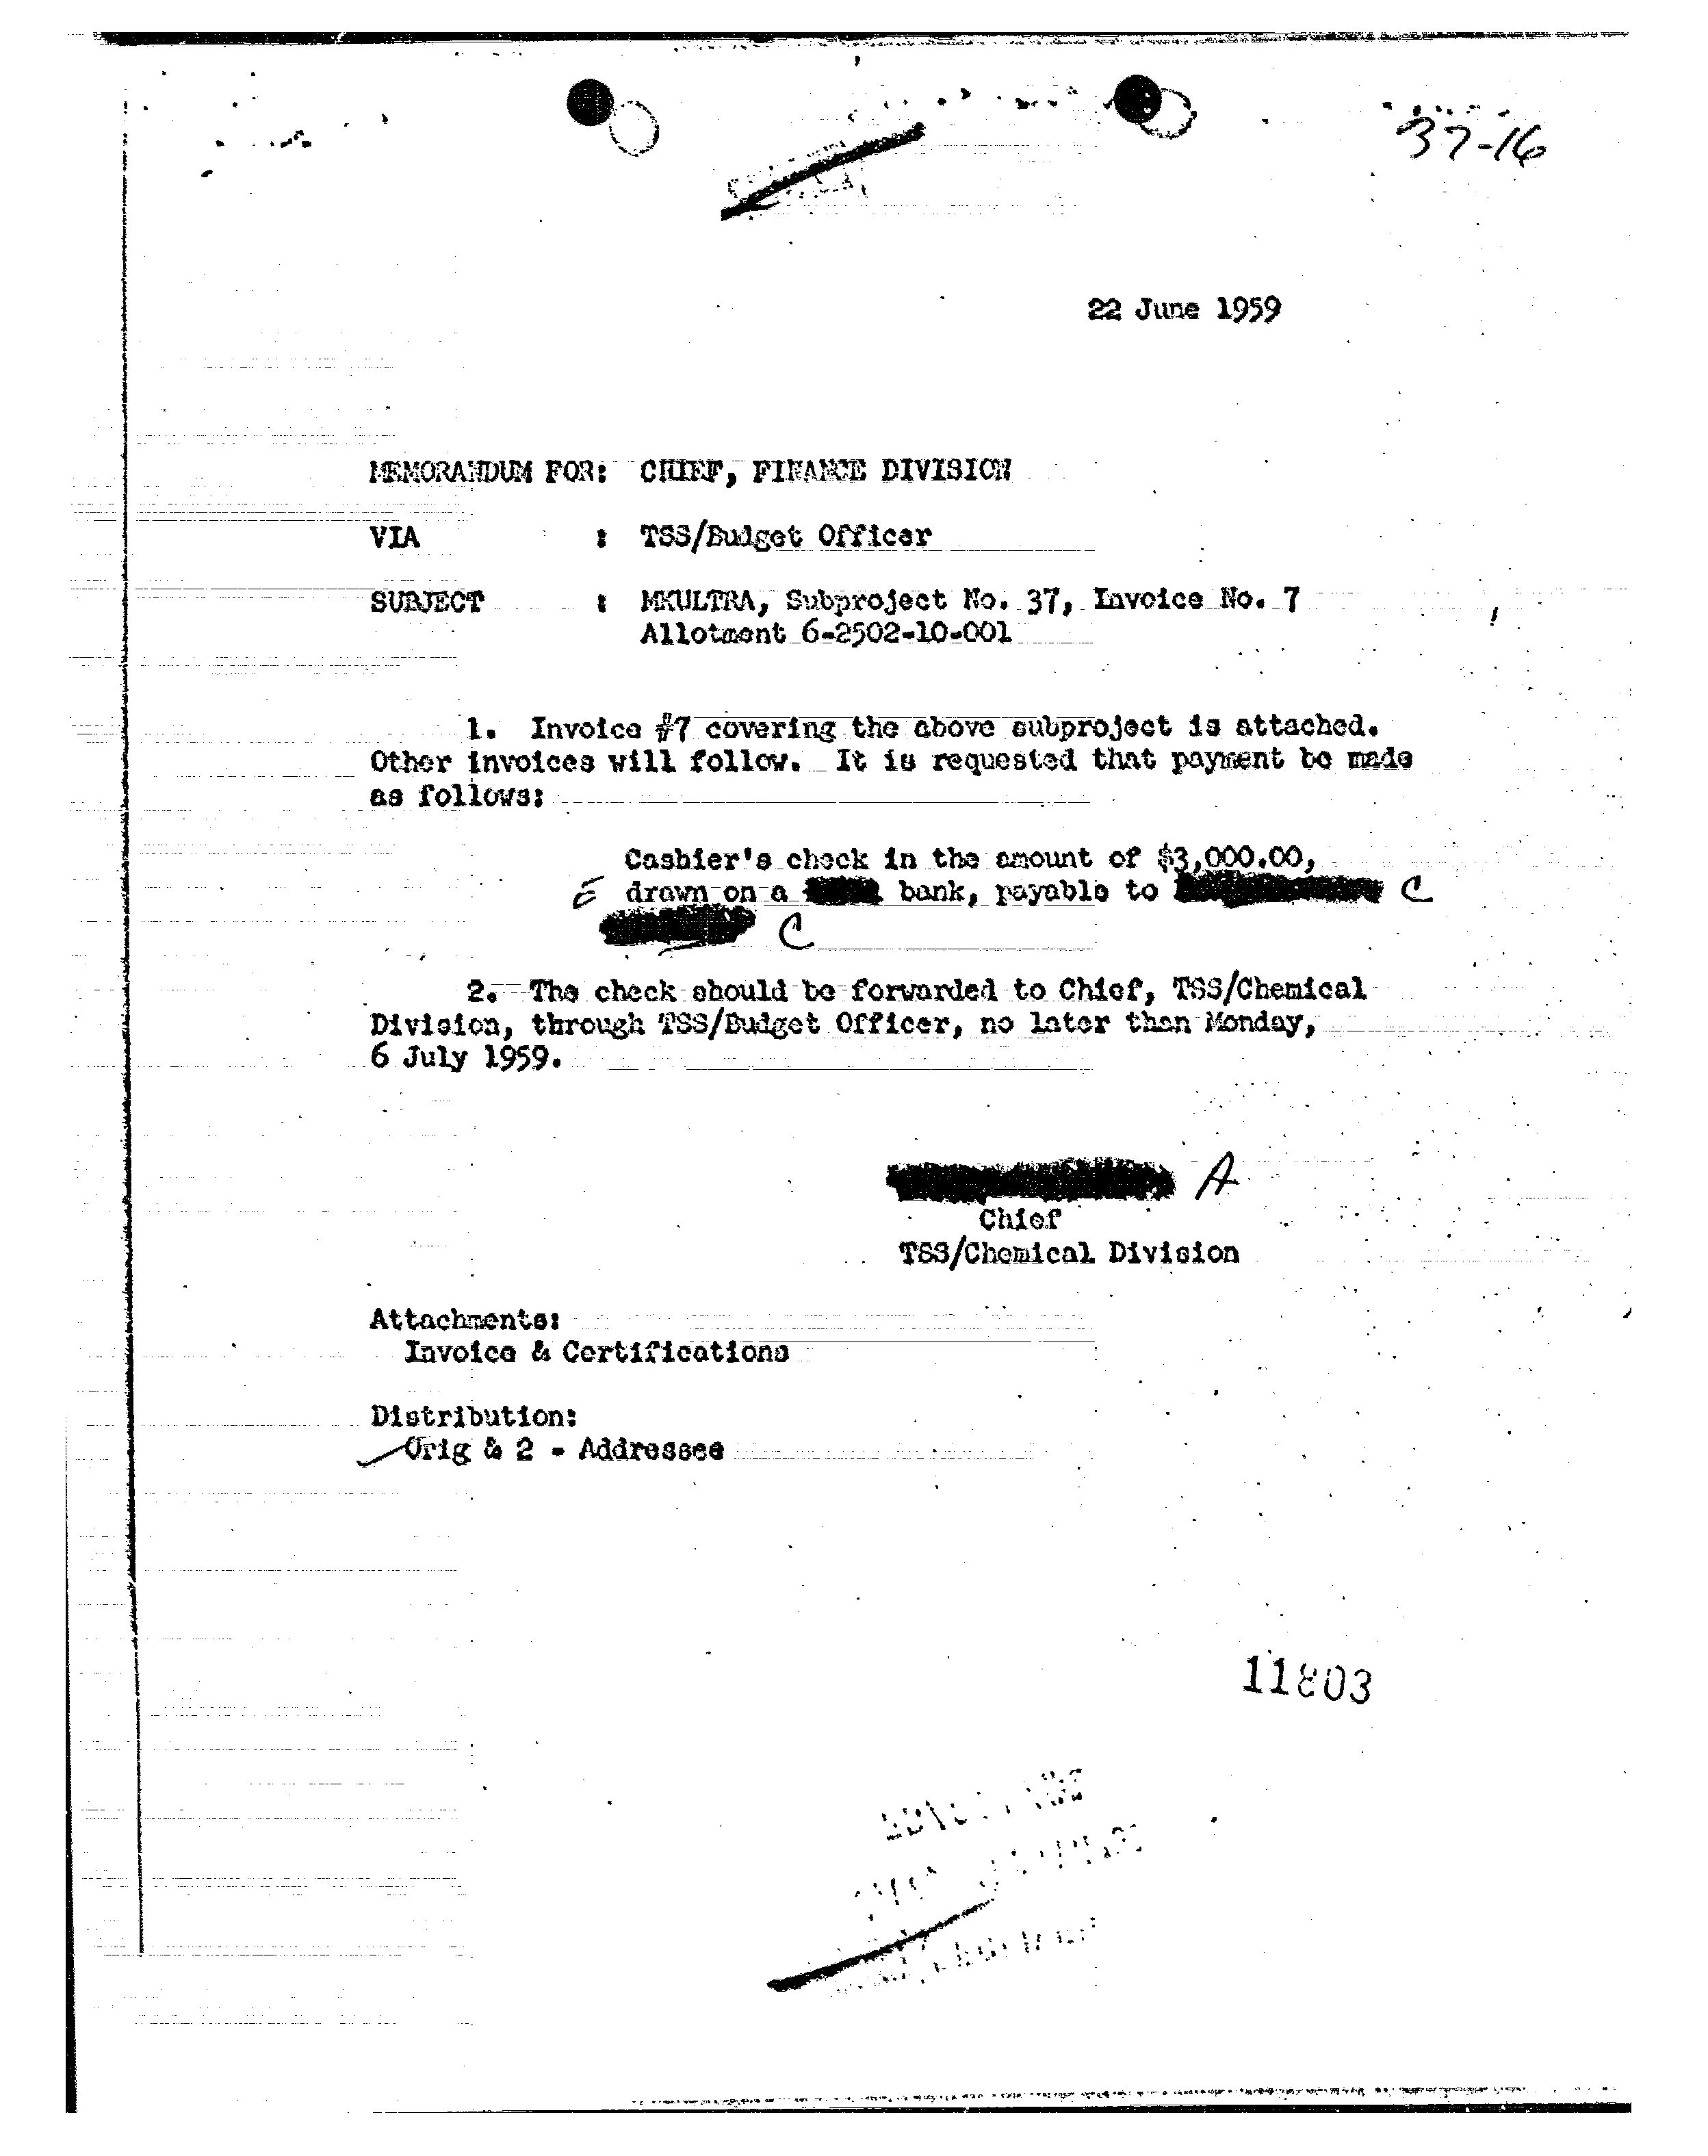 37-16
22 June 1959
MEMORANDUM FOR: CHIEF, FINANCE DIVISION
VIA : TSS/Budget Officer
SUBJECT : MKULTRA, Subproject No. 37, Invoice No. 7
Allotment 6-2502-10-001
1. Invoice #7 covering the above subproject is attached.
Other invoices will follow. It is requested that payment be made
as follows:
Cashier's check in the amount of $3,000.00,
drawn on a bank, payable to C
C
2. The check should be forwarded to Chief, TSS/Chemical
Division, through TSS/Budget Officer, no later than Monday,
6 July 1959.
A
Chief
TSS/Chemical Division
Attachments:
Invoice & Certifications
Distribution:
Orig & 2 - Addressee
11803